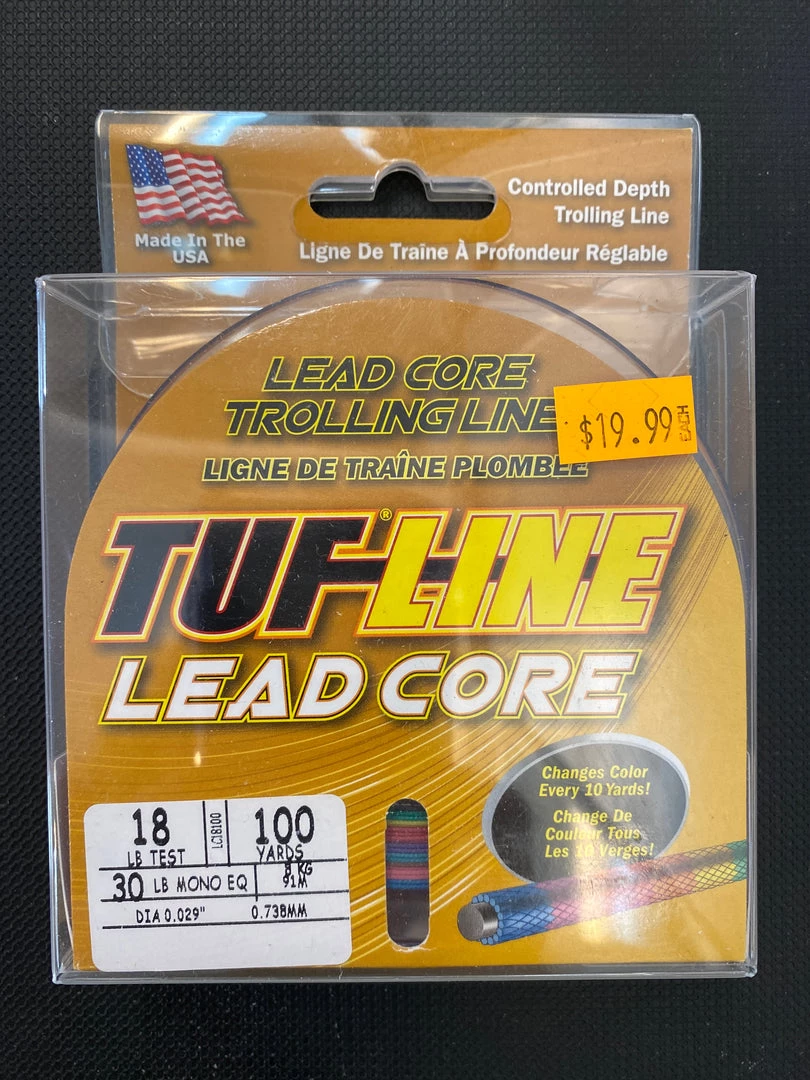 Made In The
USA
Controlled Depth
Trolling Line
Ligne De Traîne À Profondeur Réglable
LEAD CORE
TROLLING LINE
LIGNE DE TRAÎNE PLOMBÉE
$19.99 EACH
TUF-LINE®
LEAD CORE
Changes Color
Every 10 Yards!
Change De
Couleur Tous
Les 10 Verges!
18
LB TEST
LC18100
100
YARDS
8 KG
91M
30 LB MONO EQ
DIA 0.029" 0.738MM